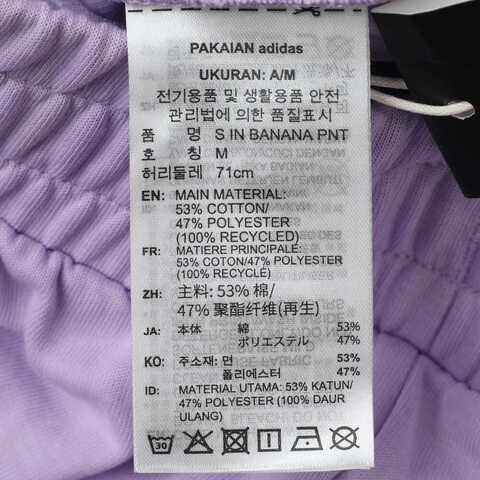 PAKAIAN adidas
UKURAN: A/M
전기용품 및 생활용품 안전
관리법에 의한 품질표시
품 명 S IN BANANA PNT
호 칭 M
허리둘레 71cm
EN: MAIN MATERIAL:
53% COTTON/
47% POLYESTER
(100% RECYCLED)
FR: MATIERE PRINCIPALE:
53% COTON/47% POLYESTER
(100% RECYCLÉ)
ZH: 主料: 53% 棉/
47% 聚酯纤维(再生)
JA: 本体 綿 53%
ポリエステル 47%
KO: 주소재: 면 53%
폴리에스터 47%
ID: MATERIAL UTAMA: 53% KATUN/
47% POLYESTER (100% DAUR
ULANG)
30